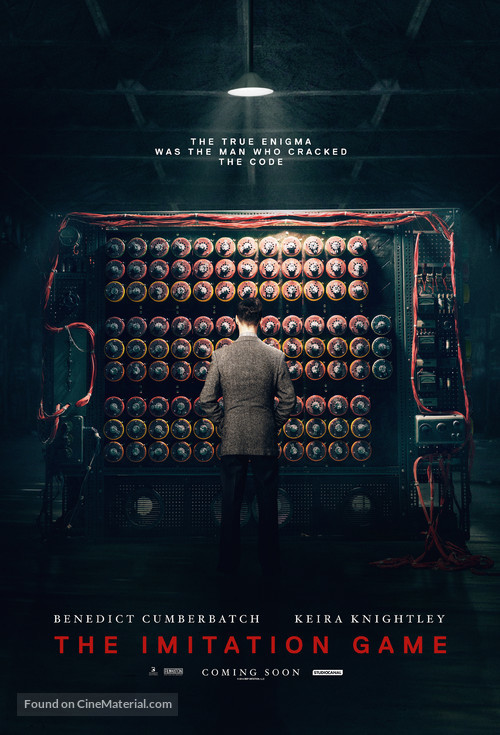 THE TRUE ENIGMA
WAS THE MAN WHO CRACKED
THE CODE
BENEDICT CUMBERBATCH KEIRA KNIGHTLEY
THE IMITATION GAME
COMING SOON STUDIOCANAL
Found on CineMaterial.com